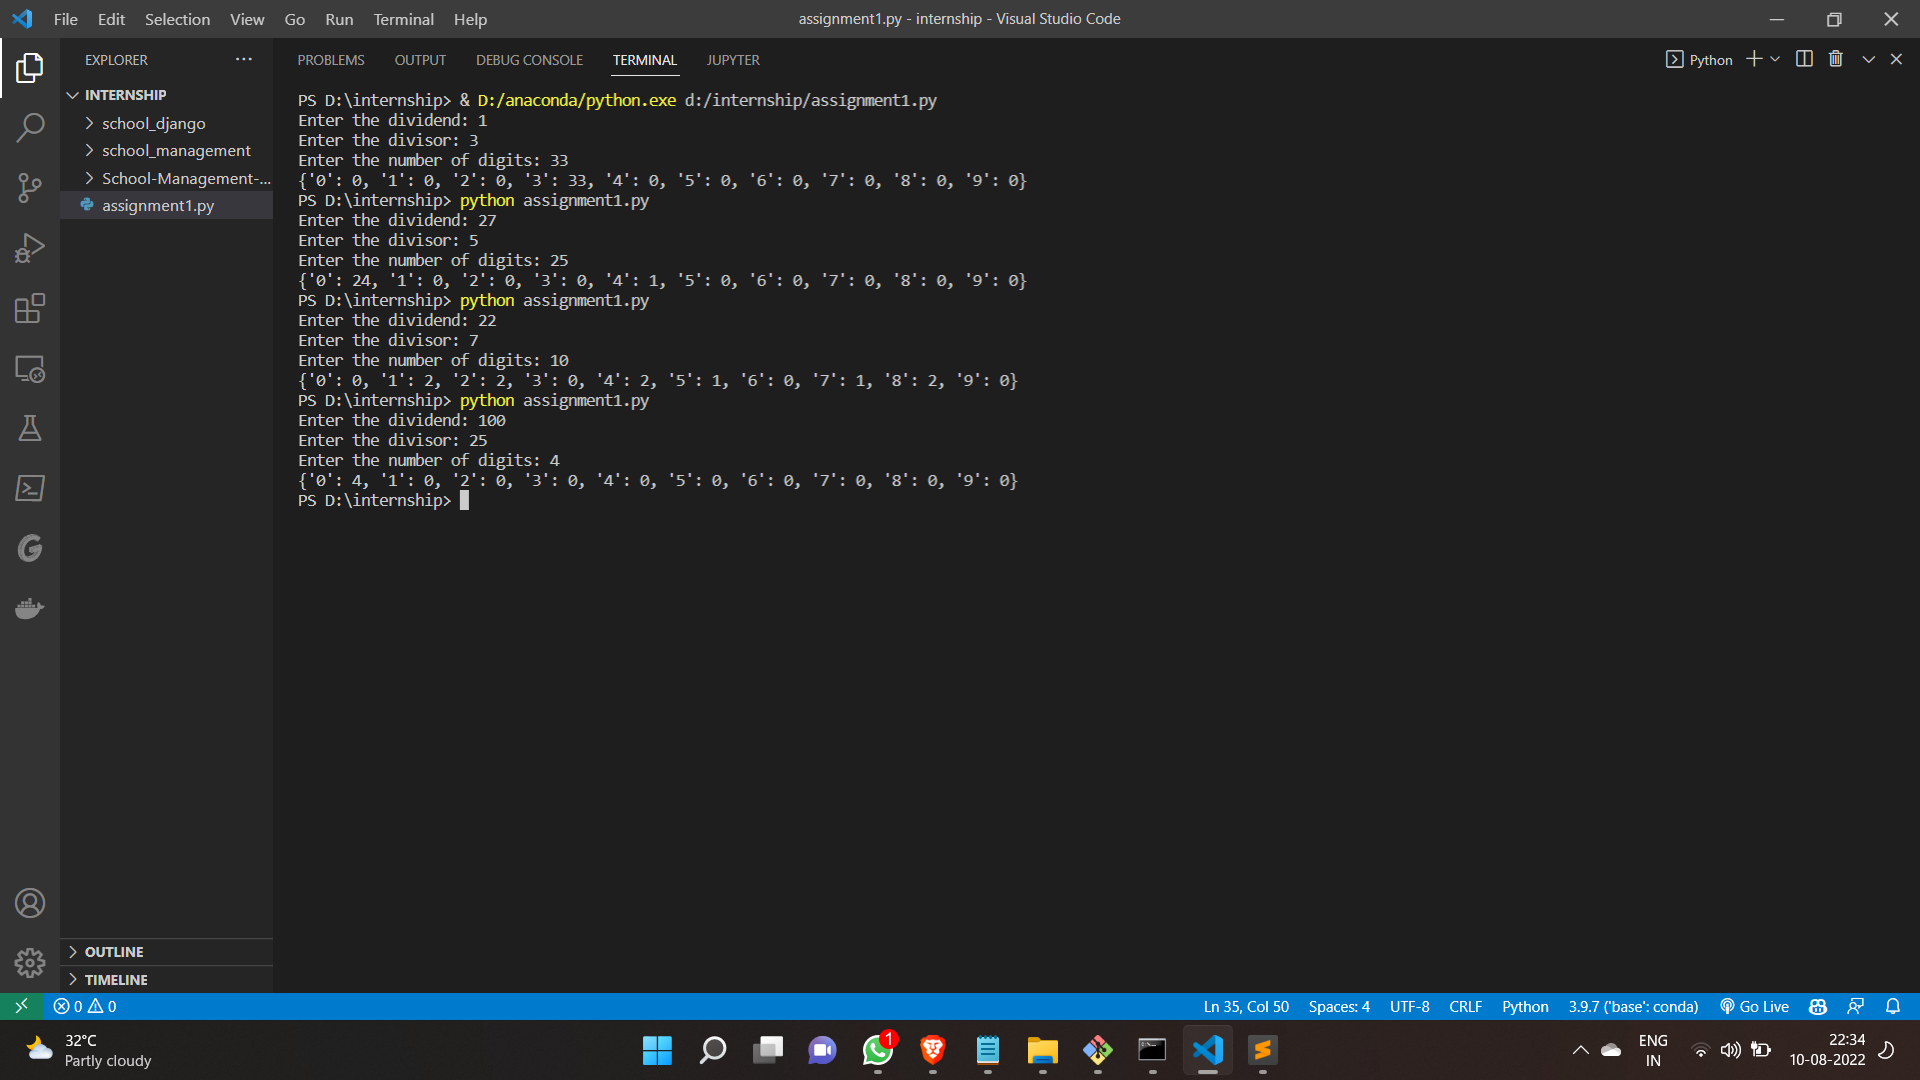 File Edit Selection View Go Run Terminal Help
assignment1.py - internship - Visual Studio Code
EXPLORER
INTERNSHIP
school_django
school_management
School-Management-...
assignment1.py
OUTLINE
TIMELINE
PROBLEMS OUTPUT DEBUG CONSOLE TERMINAL JUPYTER
Python
PS D:\internship> & D:/anaconda/python.exe d:/internship/assignment1.py
Enter the dividend: 1
Enter the divisor: 3
Enter the number of digits: 33
{'0': 0, '1': 0, '2': 0, '3': 33, '4': 0, '5': 0, '6': 0, '7': 0, '8': 0, '9': 0}
PS D:\internship> python assignment1.py
Enter the dividend: 27
Enter the divisor: 5
Enter the number of digits: 25
{'0': 24, '1': 0, '2': 0, '3': 0, '4': 1, '5': 0, '6': 0, '7': 0, '8': 0, '9': 0}
PS D:\internship> python assignment1.py
Enter the dividend: 22
Enter the divisor: 7
Enter the number of digits: 10
{'0': 0, '1': 2, '2': 2, '3': 0, '4': 2, '5': 1, '6': 0, '7': 1, '8': 2, '9': 0}
PS D:\internship> python assignment1.py
Enter the dividend: 100
Enter the divisor: 25
Enter the number of digits: 4
{'0': 4, '1': 0, '2': 0, '3': 0, '4': 0, '5': 0, '6': 0, '7': 0, '8': 0, '9': 0}
PS D:\internship>
0 0
Ln 35, Col 50 Spaces: 4 UTF-8 CRLF Python 3.9.7 ('base': conda) Go Live
32°C
Partly cloudy
1
ENG
IN
22:34
10-08-2022